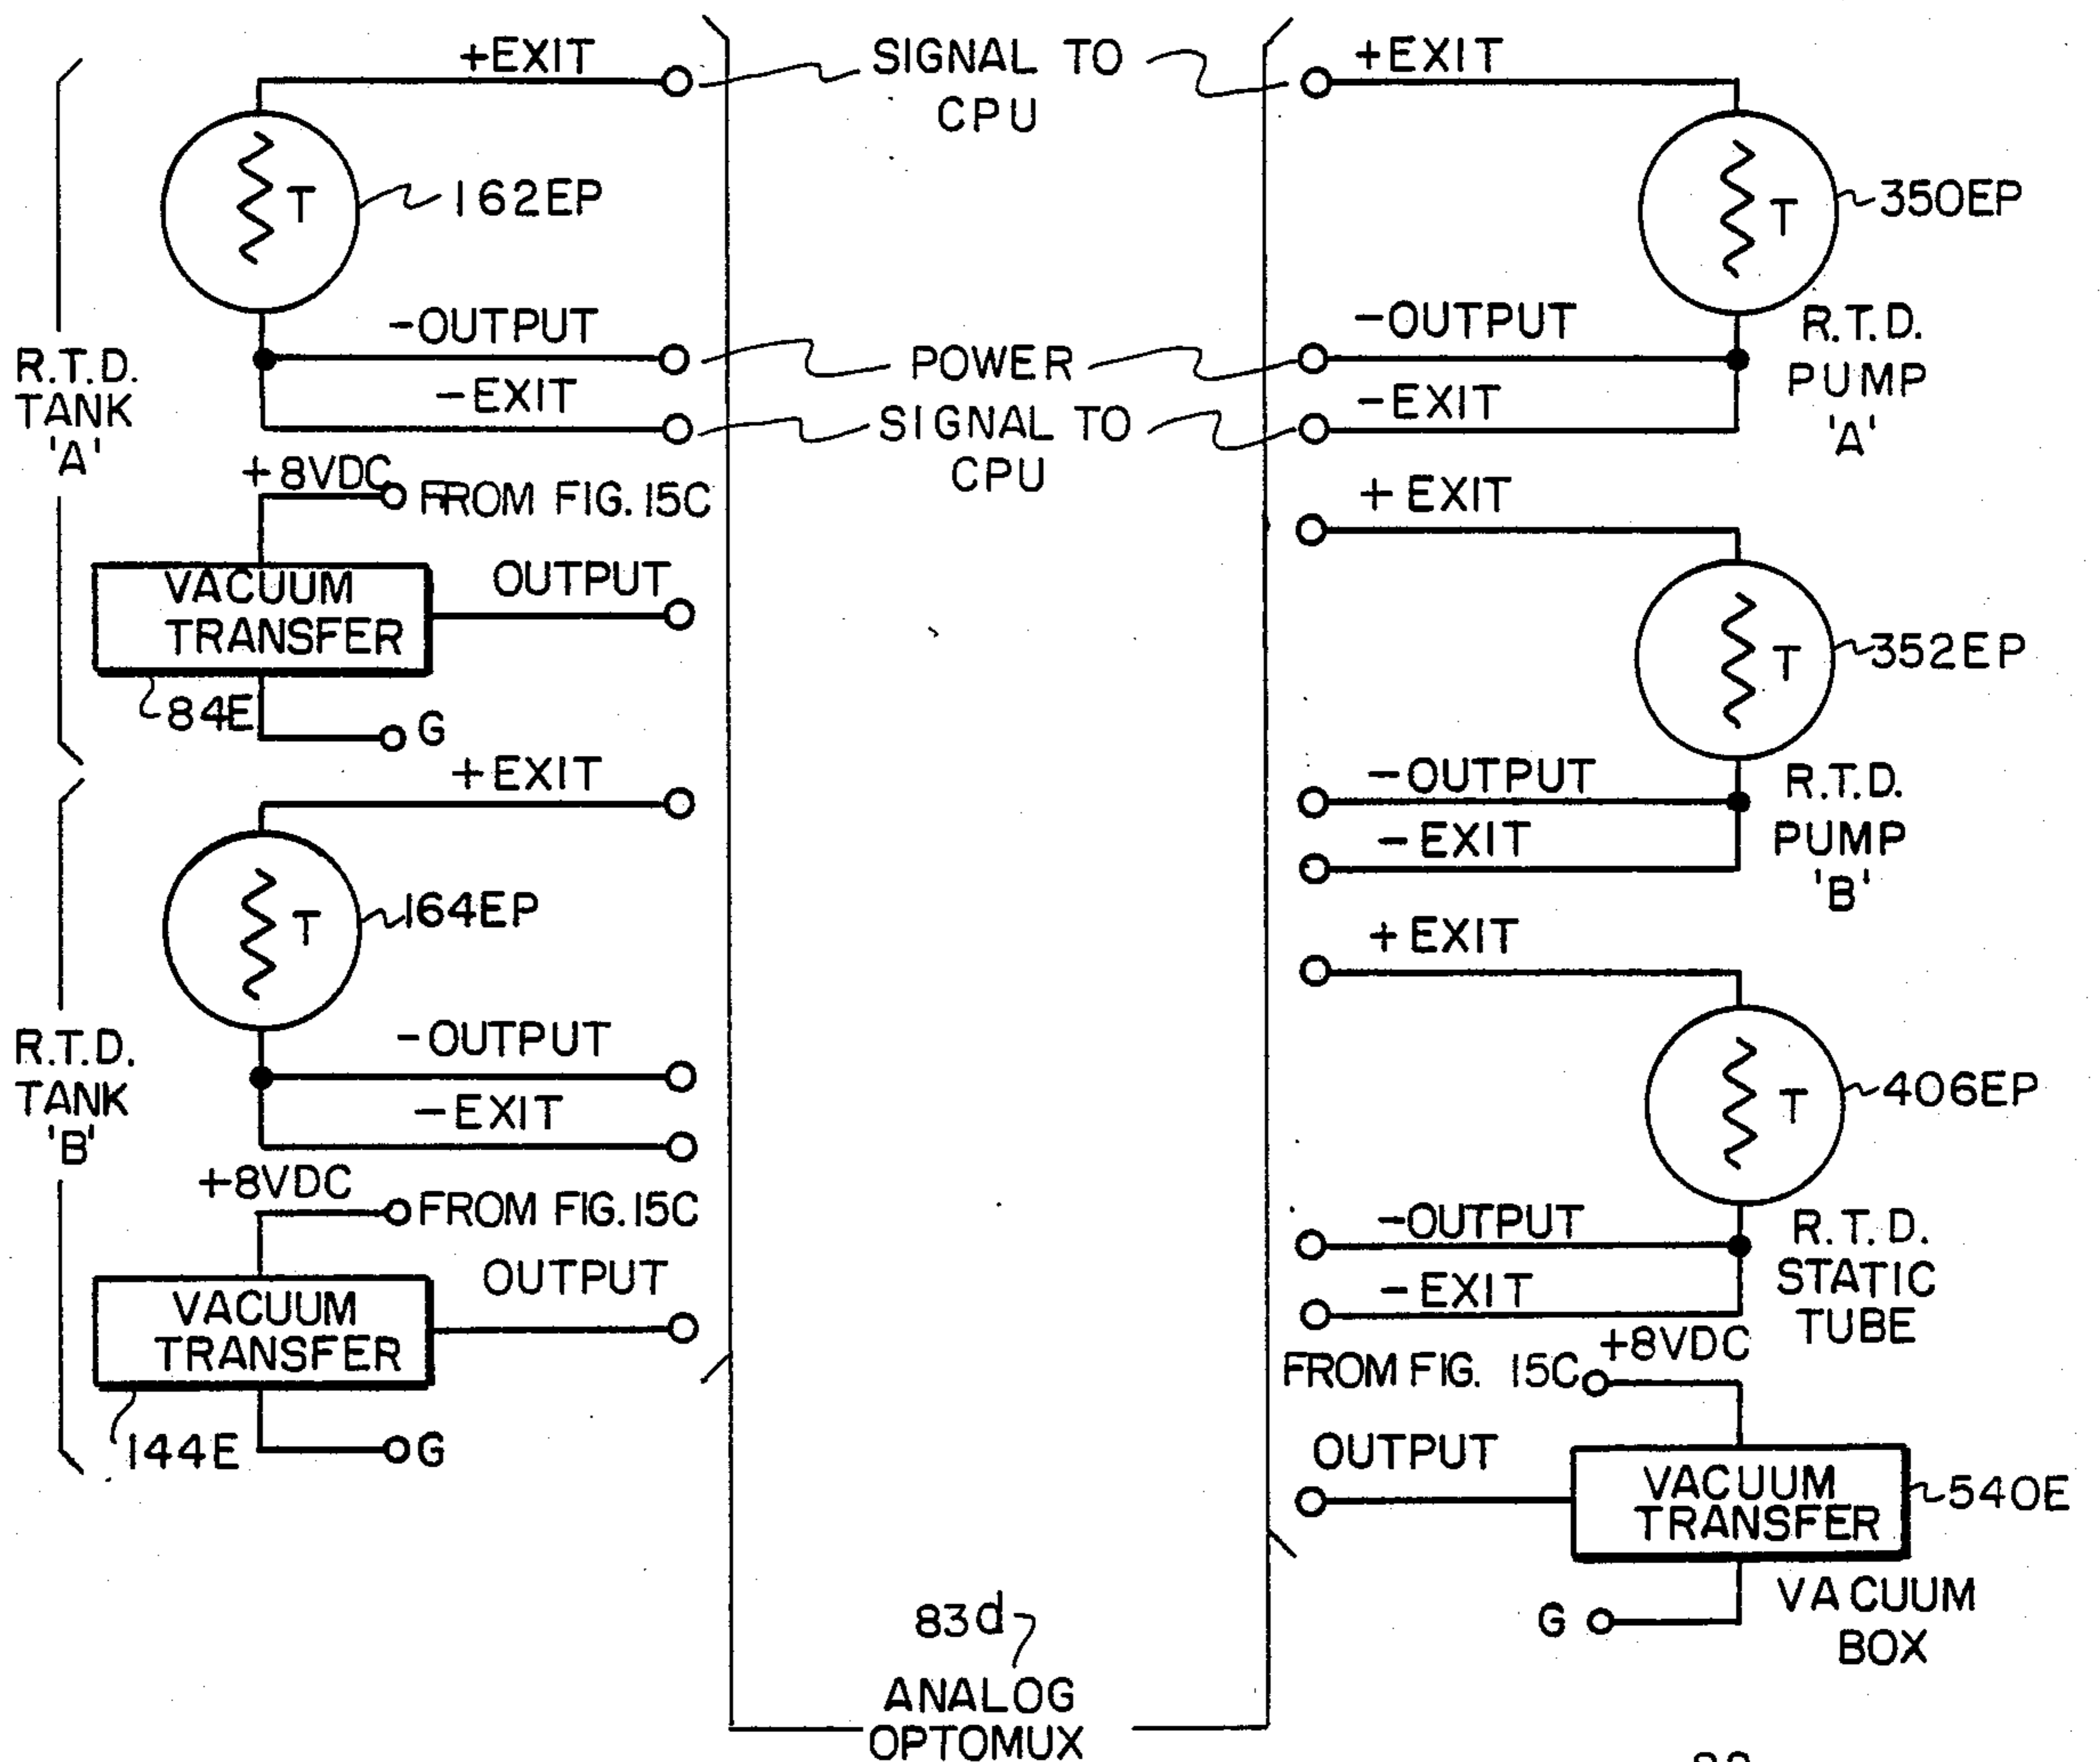 +EXIT
SIGNAL TO
CPU
+EXIT
T
162EP
T
350EP
-OUTPUT
POWER
-OUTPUT
R.T.D.
PUMP
'A'
R.T.D.
TANK
'A'
-EXIT
SIGNAL TO
CPU
-EXIT
+8VDC
FROM FIG. 15C
+ EXIT
VACUUM
TRANSFER
OUTPUT
84E
G
T
352EP
+EXIT
-OUTPUT
R.T.D.
PUMP
'B'
- EXIT
T
164EP
+ EXIT
R.T.D.
TANK
'B'
-OUTPUT
-EXIT
T
406EP
+8VDC
FROM FIG. 15C
-OUTPUT
R.T.D.
STATIC
TUBE
- EXIT
VACUUM
TRANSFER
OUTPUT
144E
G
+8VDC
FROM FIG. 15C
OUTPUT
VACUUM
TRANSFER
540E
G
VACUUM
BOX
83d
ANALOG
OPTOMUX